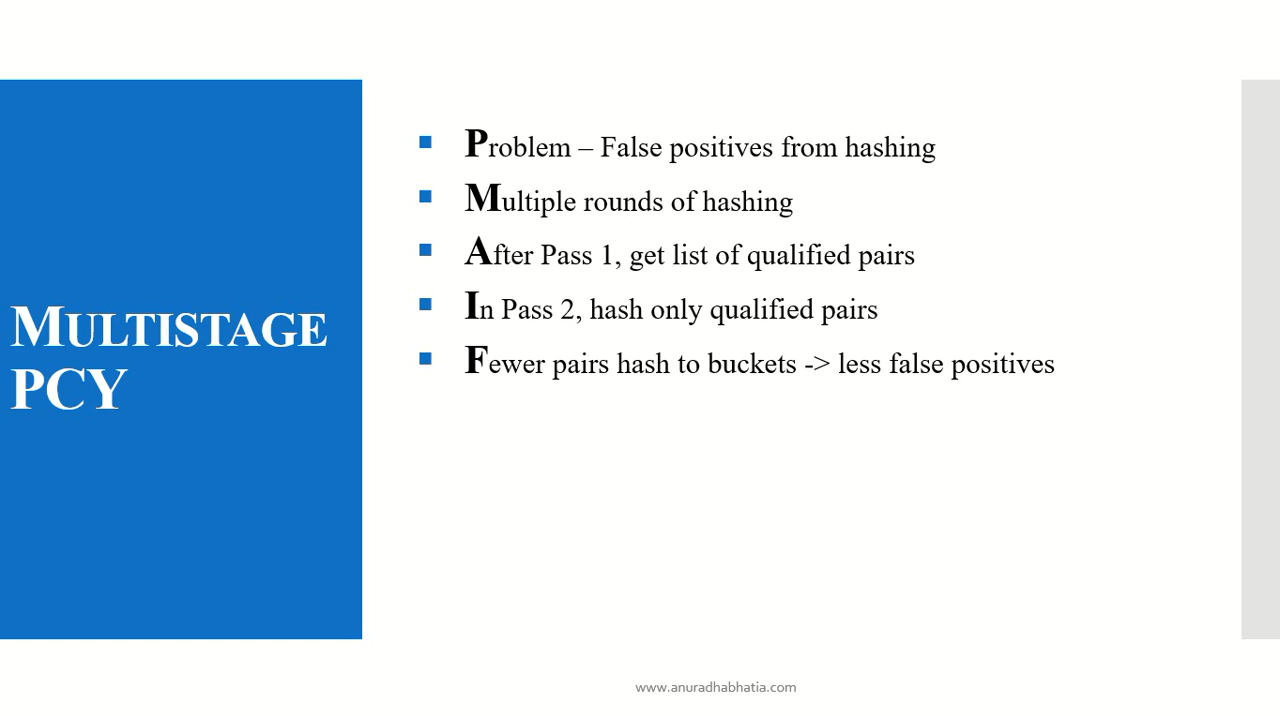 MULTISTAGE
PCY
Problem – False positives from hashing
Multiple rounds of hashing
After Pass 1, get list of qualified pairs
In Pass 2, hash only qualified pairs
Fewer pairs hash to buckets -> less false positives
www.anuradhabhatia.com